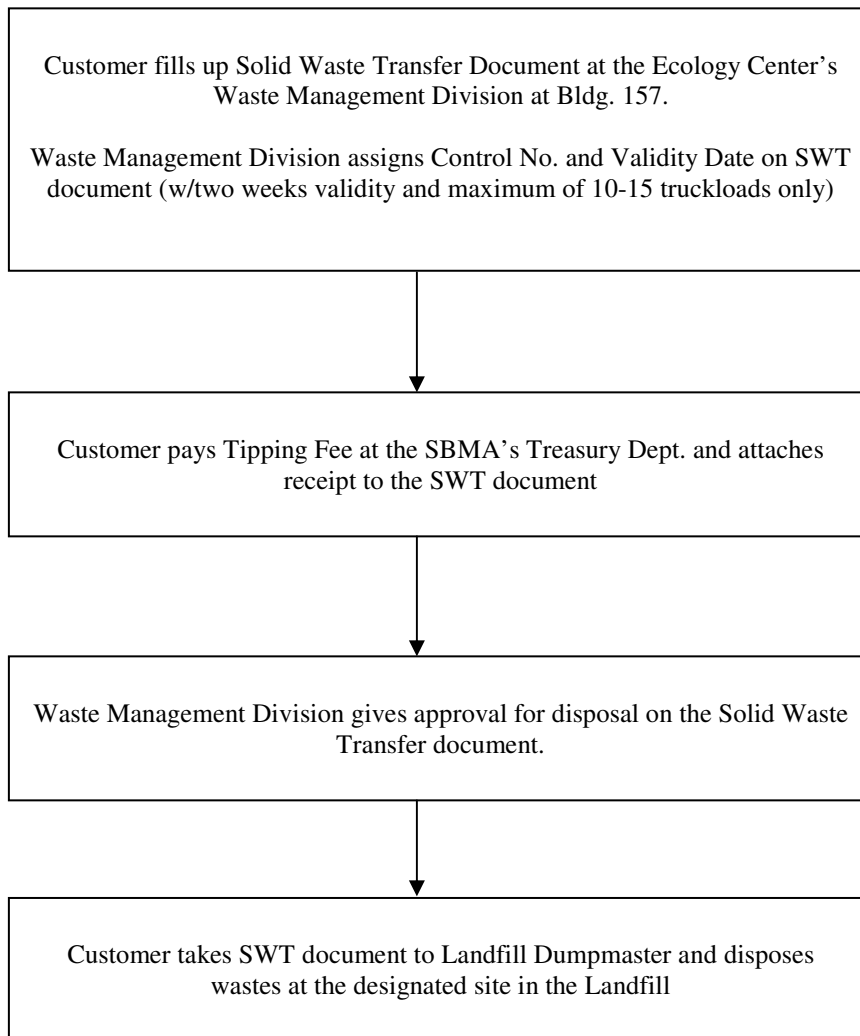 Customer fills up Solid Waste Transfer Document at the Ecology Center's
Waste Management Division at Bldg. 157.
Waste Management Division assigns Control No. and Validity Date on SWT
document (w/two weeks validity and maximum of 10-15 truckloads only)
Customer pays Tipping Fee at the SBMA's Treasury Dept. and attaches
receipt to the SWT document
Waste Management Division gives approval for disposal on the Solid Waste
Transfer document.
Customer takes SWT document to Landfill Dumpmaster and disposes
wastes at the designated site in the Landfill